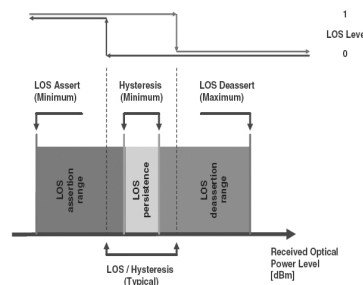 1
LOS Leve
0
LOS Assert
(Minimum)
Hysteresis
(Minimum)
LOS Deassert
(Maximum)
LOS
assertion
range
LOS
persistence
LOS
deassertion
range
Received Optical
Power Level
[dBm]
LOS / Hysteresis
(Typical)